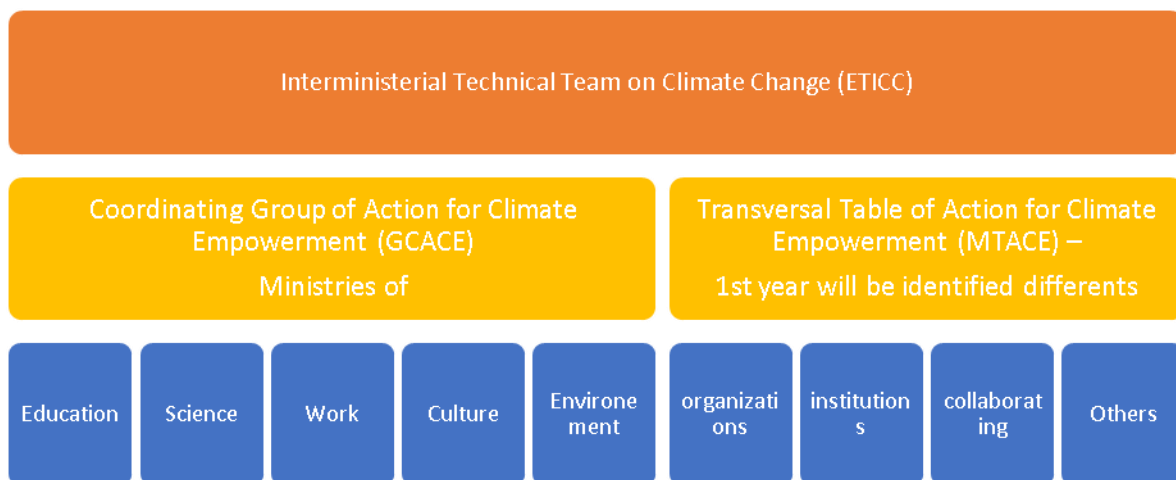 Interministerial Technical Team on Climate Change (ETICC)
Coordinating Group of Action for Climate
Empowerment (GCACE)
Ministries of
Transversal Table of Action for Climate
Empowerment (MTACE) –
1st year will be identified differents
Education
Science
Work
Culture
Environe
ment
organizati
ons
institution
s
collaborat
ing
Others